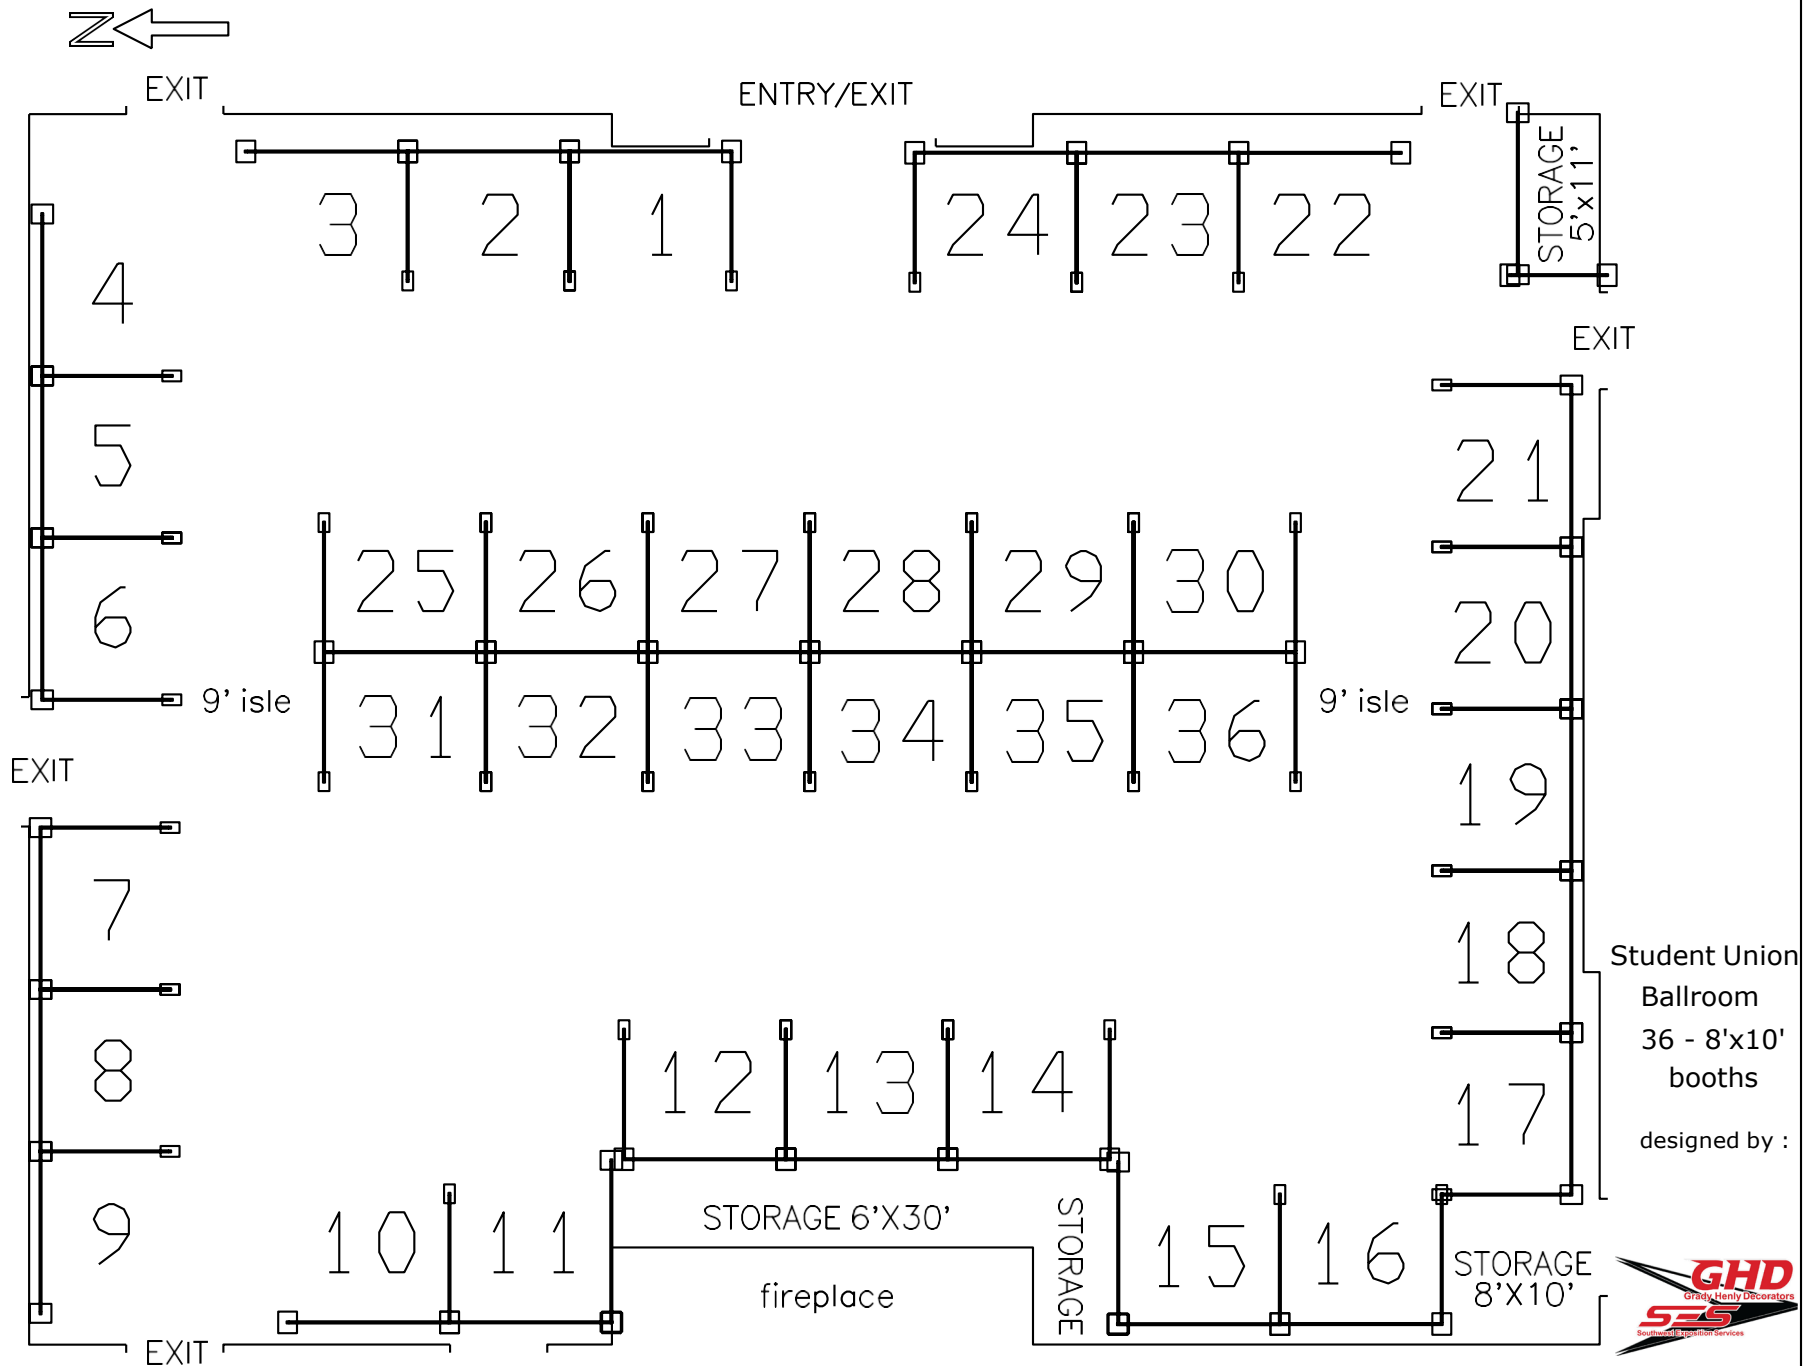 N
EXIT
ENTRY/EXIT
EXIT
STORAGE
5'x11'
3 2 1
24 23 22
4
EXIT
5
21
25 26 27 28 29 30
6
20
9' isle
31 32 33 34 35 36
9' isle
EXIT
19
7
18
Student Union
Ballroom
36 - 8'x10'
booths
8
12 13 14
17
designed by :
9
10 11
STORAGE 6'X30'
STORAGE
15 16
STORAGE
8'X10'
fireplace
EXIT
GHD
Grady Henly Decorators
SES
Southwest Exposition Services